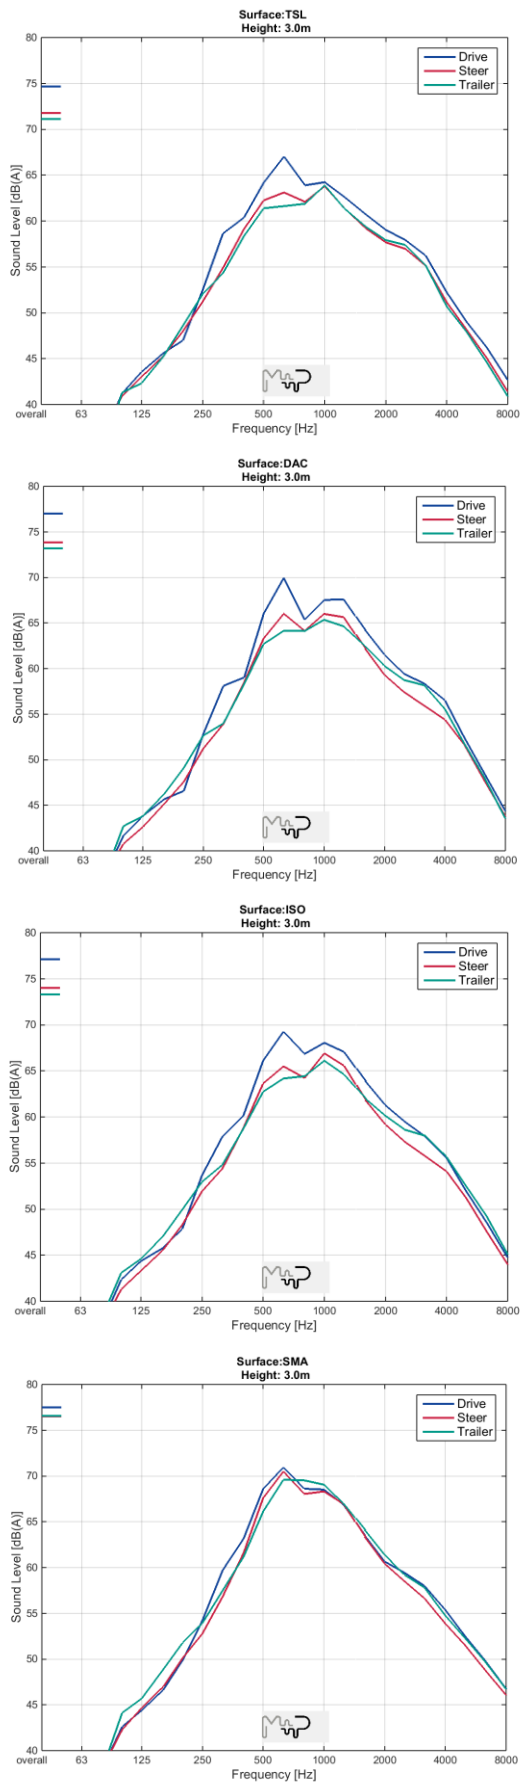 Surface:TSL
Height: 3.0m
80
75
70
65
60
55
50
45
40
Sound Level [dB(A)]
Drive
Steer
Trailer
MWP
overall 63 125 250 500 1000 2000 4000 8000
Frequency [Hz]
Surface:DAC
Height: 3.0m
80
75
70
65
60
55
50
45
40
Sound Level [dB(A)]
Drive
Steer
Trailer
MWP
overall 63 125 250 500 1000 2000 4000 8000
Frequency [Hz]
Surface:ISO
Height: 3.0m
80
75
70
65
60
55
50
45
40
Sound Level [dB(A)]
Drive
Steer
Trailer
MWP
overall 63 125 250 500 1000 2000 4000 8000
Frequency [Hz]
Surface:SMA
Height: 3.0m
80
75
70
65
60
55
50
45
40
Sound Level [dB(A)]
Drive
Steer
Trailer
MWP
overall 63 125 250 500 1000 2000 4000 8000
Frequency [Hz]